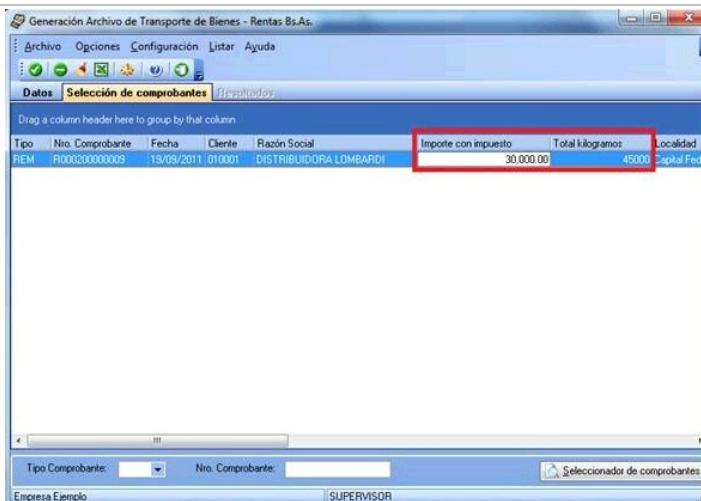 Generación Archivo de Transporte de Bienes - Rentas Bs.As.
Archivo Opciones Configuración Listar Ayuda
Datos Selección de comprobantes Resultados
Drag a column header here to group by that column
Tipo Nro. Comprobante Fecha Cliente Razón Social Importe con impuesto Total kilogramos Localidad
REM R000200000009 19/09/2011 010001 DISTRIBUIDORA LOMBARDI 30,000.00 45000 Capital Fed
Tipo Comprobante: Nro. Comprobante: Seleccionador de comprobantes
Empresa Ejemplo SUPERVISOR